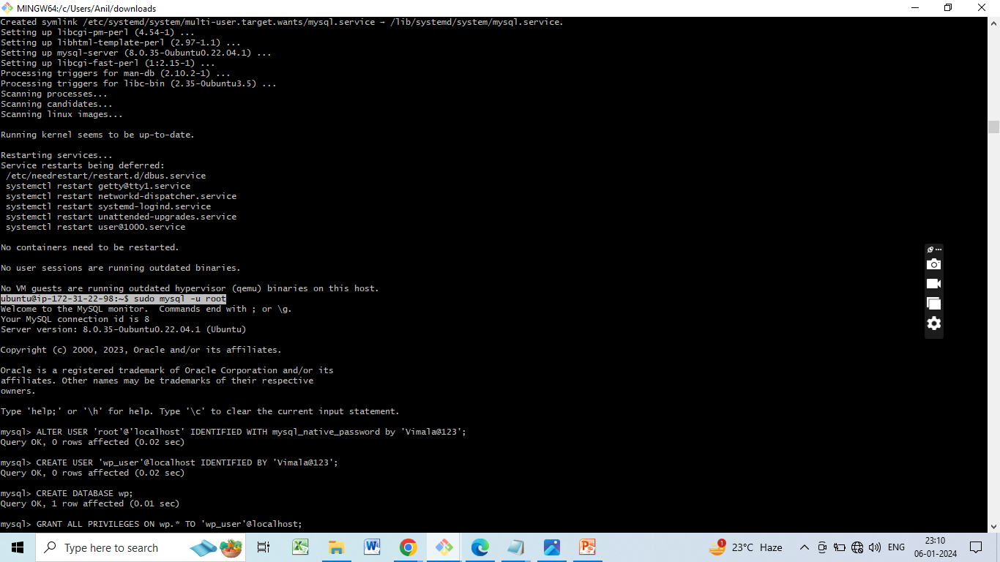 MINGW64:/c/Users/Anil/downloads
Created symlink /etc/systemd/system/multi-user.target.wants/mysql.service → /lib/systemd/system/mysql.service.
Setting up libcgi-pm-perl (4.54-1) ...
Setting up libhtml-template-perl (2.97-1.1) ...
Setting up mysql-server (8.0.35-0ubuntu0.22.04.1) ...
Setting up libcgi-fast-perl (1:2.15-1) ...
Processing triggers for man-db (2.10.2-1) ...
Processing triggers for libc-bin (2.35-0ubuntu3.5) ...
Scanning processes...
Scanning candidates...
Scanning linux images...
Running kernel seems to be up-to-date.
Restarting services...
Service restarts being deferred:
/etc/needrestart/restart.d/dbus.service
systemctl restart getty@tty1.service
systemctl restart networkd-dispatcher.service
systemctl restart systemd-logind.service
systemctl restart unattended-upgrades.service
systemctl restart user@1000.service
No containers need to be restarted.
No user sessions are running outdated binaries.
No VM guests are running outdated hypervisor (qemu) binaries on this host.
ubuntu@ip-172-31-22-98:~$ sudo mysql -u root
Welcome to the MySQL monitor.  Commands end with ; or \g.
Your MySQL connection id is 8
Server version: 8.0.35-0ubuntu0.22.04.1 (Ubuntu)
Copyright (c) 2000, 2023, Oracle and/or its affiliates.
Oracle is a registered trademark of Oracle Corporation and/or its
affiliates. Other names may be trademarks of their respective
owners.
Type 'help;' or '\h' for help. Type '\c' to clear the current input statement.
mysql> ALTER USER 'root'@'localhost' IDENTIFIED WITH mysql_native_password by 'Vimala@123';
Query OK, 0 rows affected (0.02 sec)
mysql> CREATE USER 'wp_user'@localhost IDENTIFIED BY 'Vimala@123';
Query OK, 0 rows affected (0.02 sec)
mysql> CREATE DATABASE wp;
Query OK, 1 row affected (0.01 sec)
mysql> GRANT ALL PRIVILEGES ON wp.* TO 'wp_user'@localhost;
Type here to search
1
23°C Haze
ENG
23:10
06-01-2024